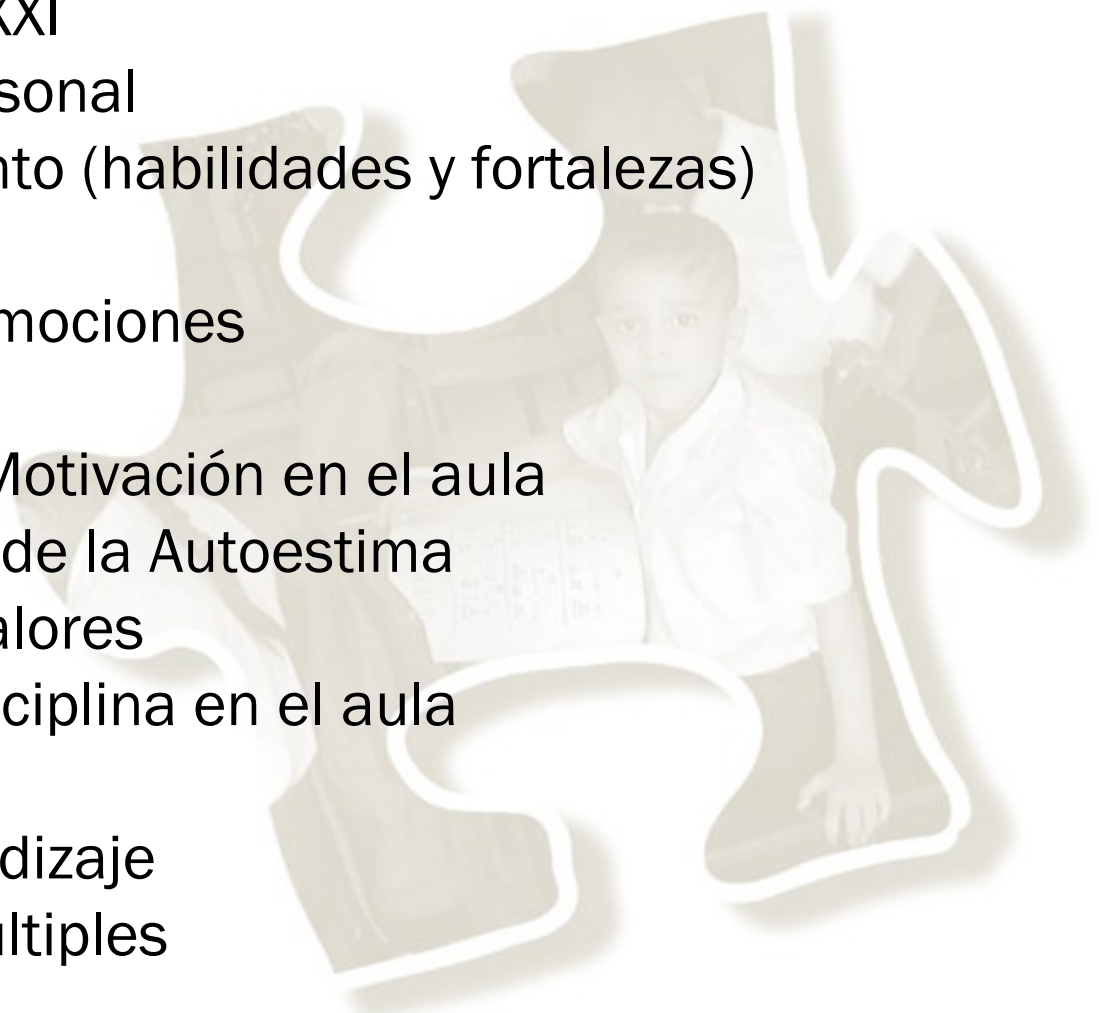 XXI
sonal
nto (habilidades y fortalezas)
mociones
Motivación en el aula
de la Autoestima
alores
ciplina en el aula
dizaje
ltiples